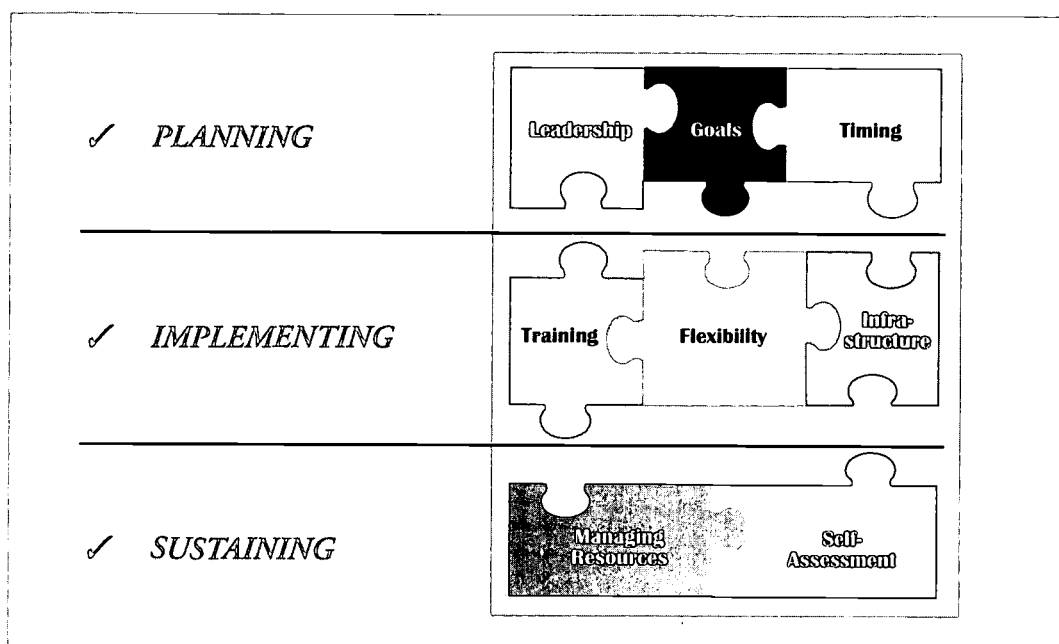 ✓ PLANNING
Leadership Goals Timing
✓ IMPLEMENTING
Training Flexibility Infra-
structure
✓ SUSTAINING
Managing
Resources
Self-
Assessment